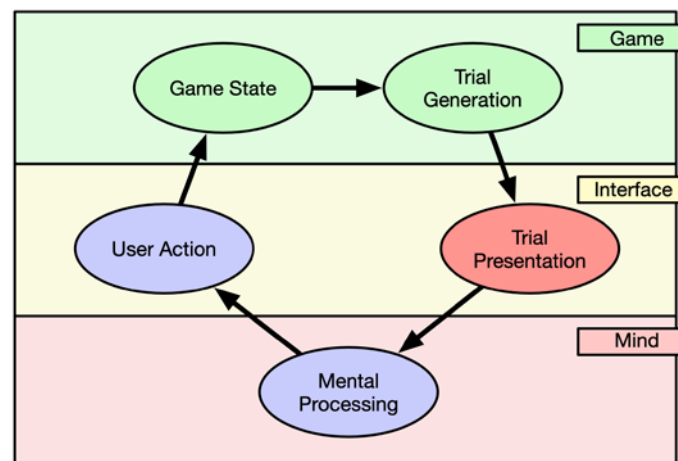 Game
Game State
Trial
Generation
Interface
User Action
Trial
Presentation
Mind
Mental
Processing